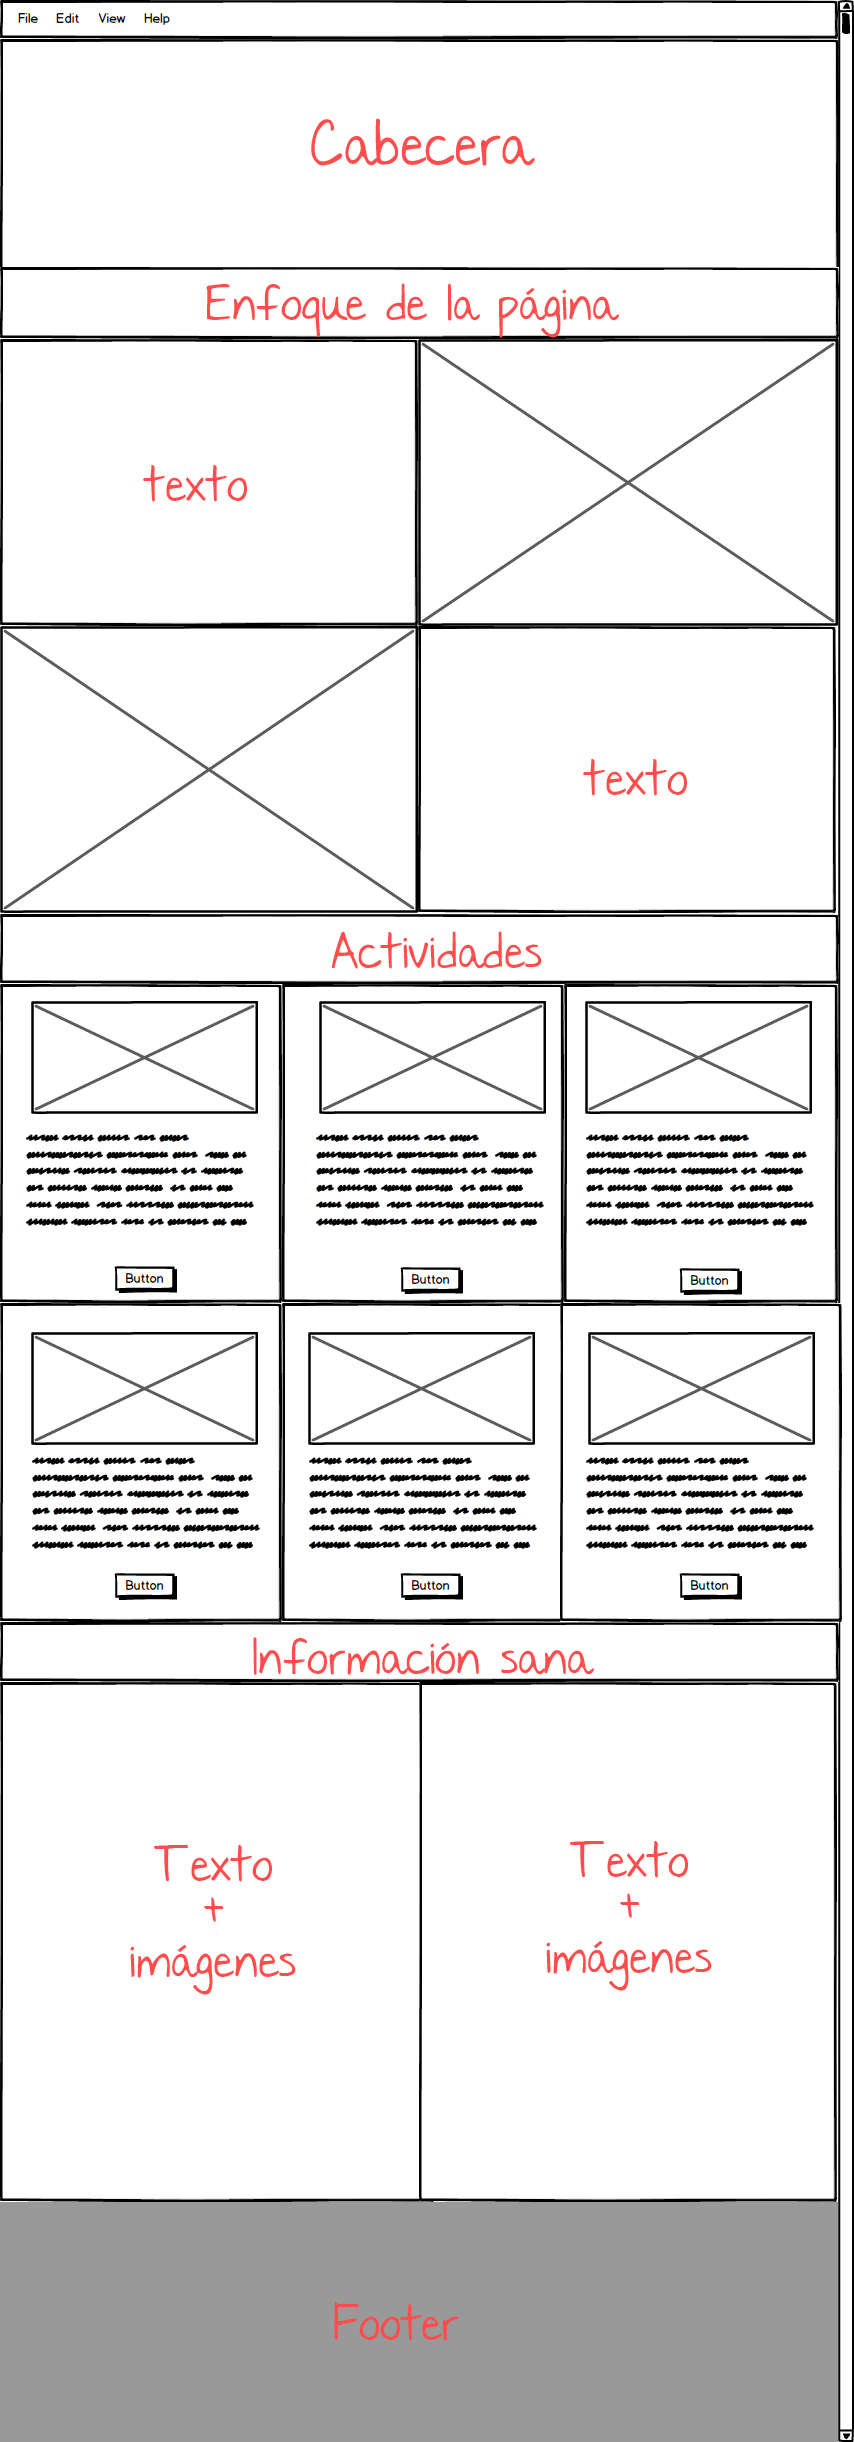 File Edit View Help
Cabecera
Enfoque de la página
texto
texto
Actividades
Button Button Button
Button Button Button
Información sana
Texto Texto
+ +
imágenes imágenes
Footer